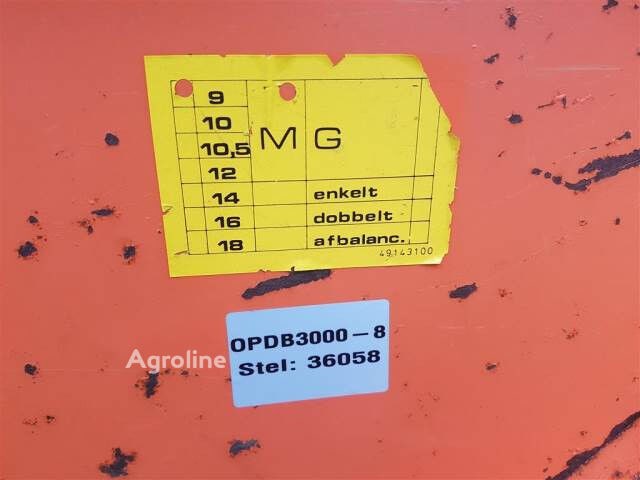 9
10
10,5
12
14
16
18
M G
enkelt
dobbelt
afbalanc.
49143100
Agroline
OPDB3000-8
Stel: 36058